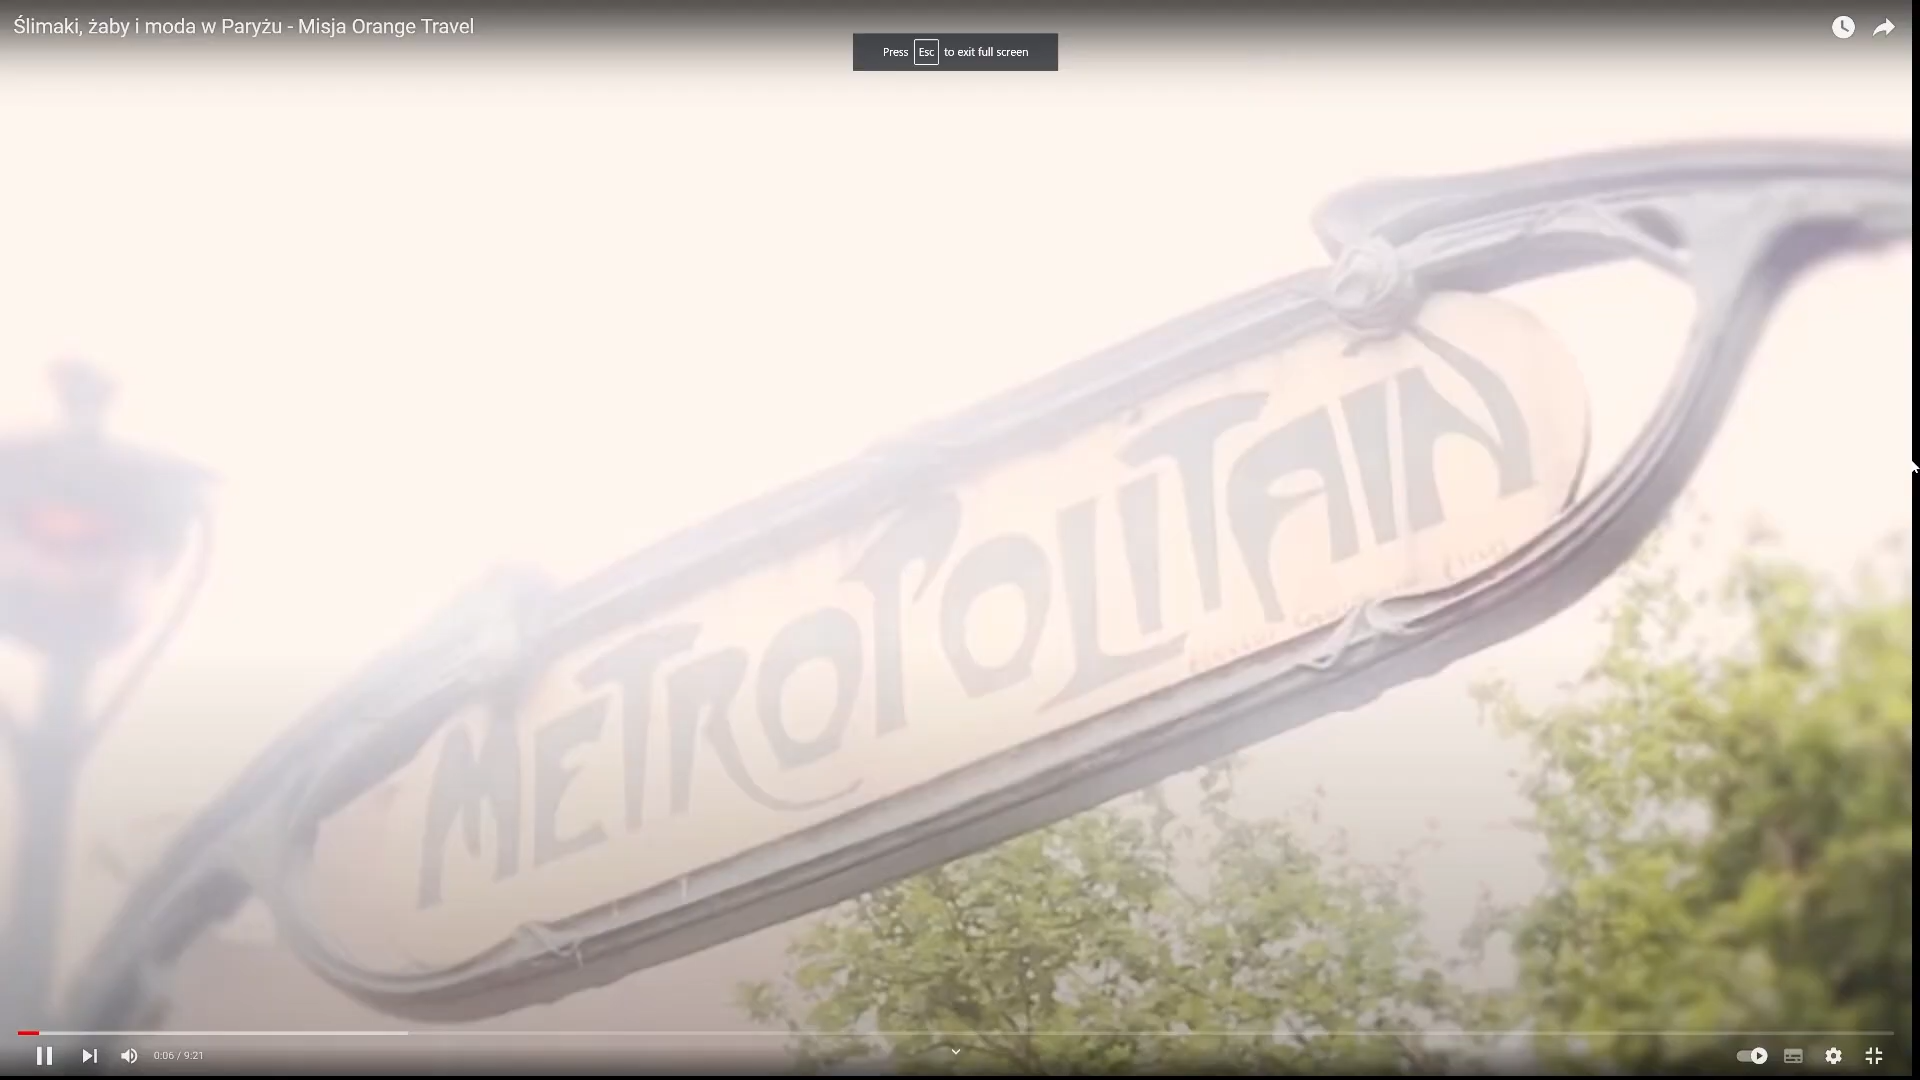 Ślimaki, żaby i moda w Paryżu - Misja Orange Travel
Press Esc to exit full screen
METROPOLITAIN
0:06 / 9:21